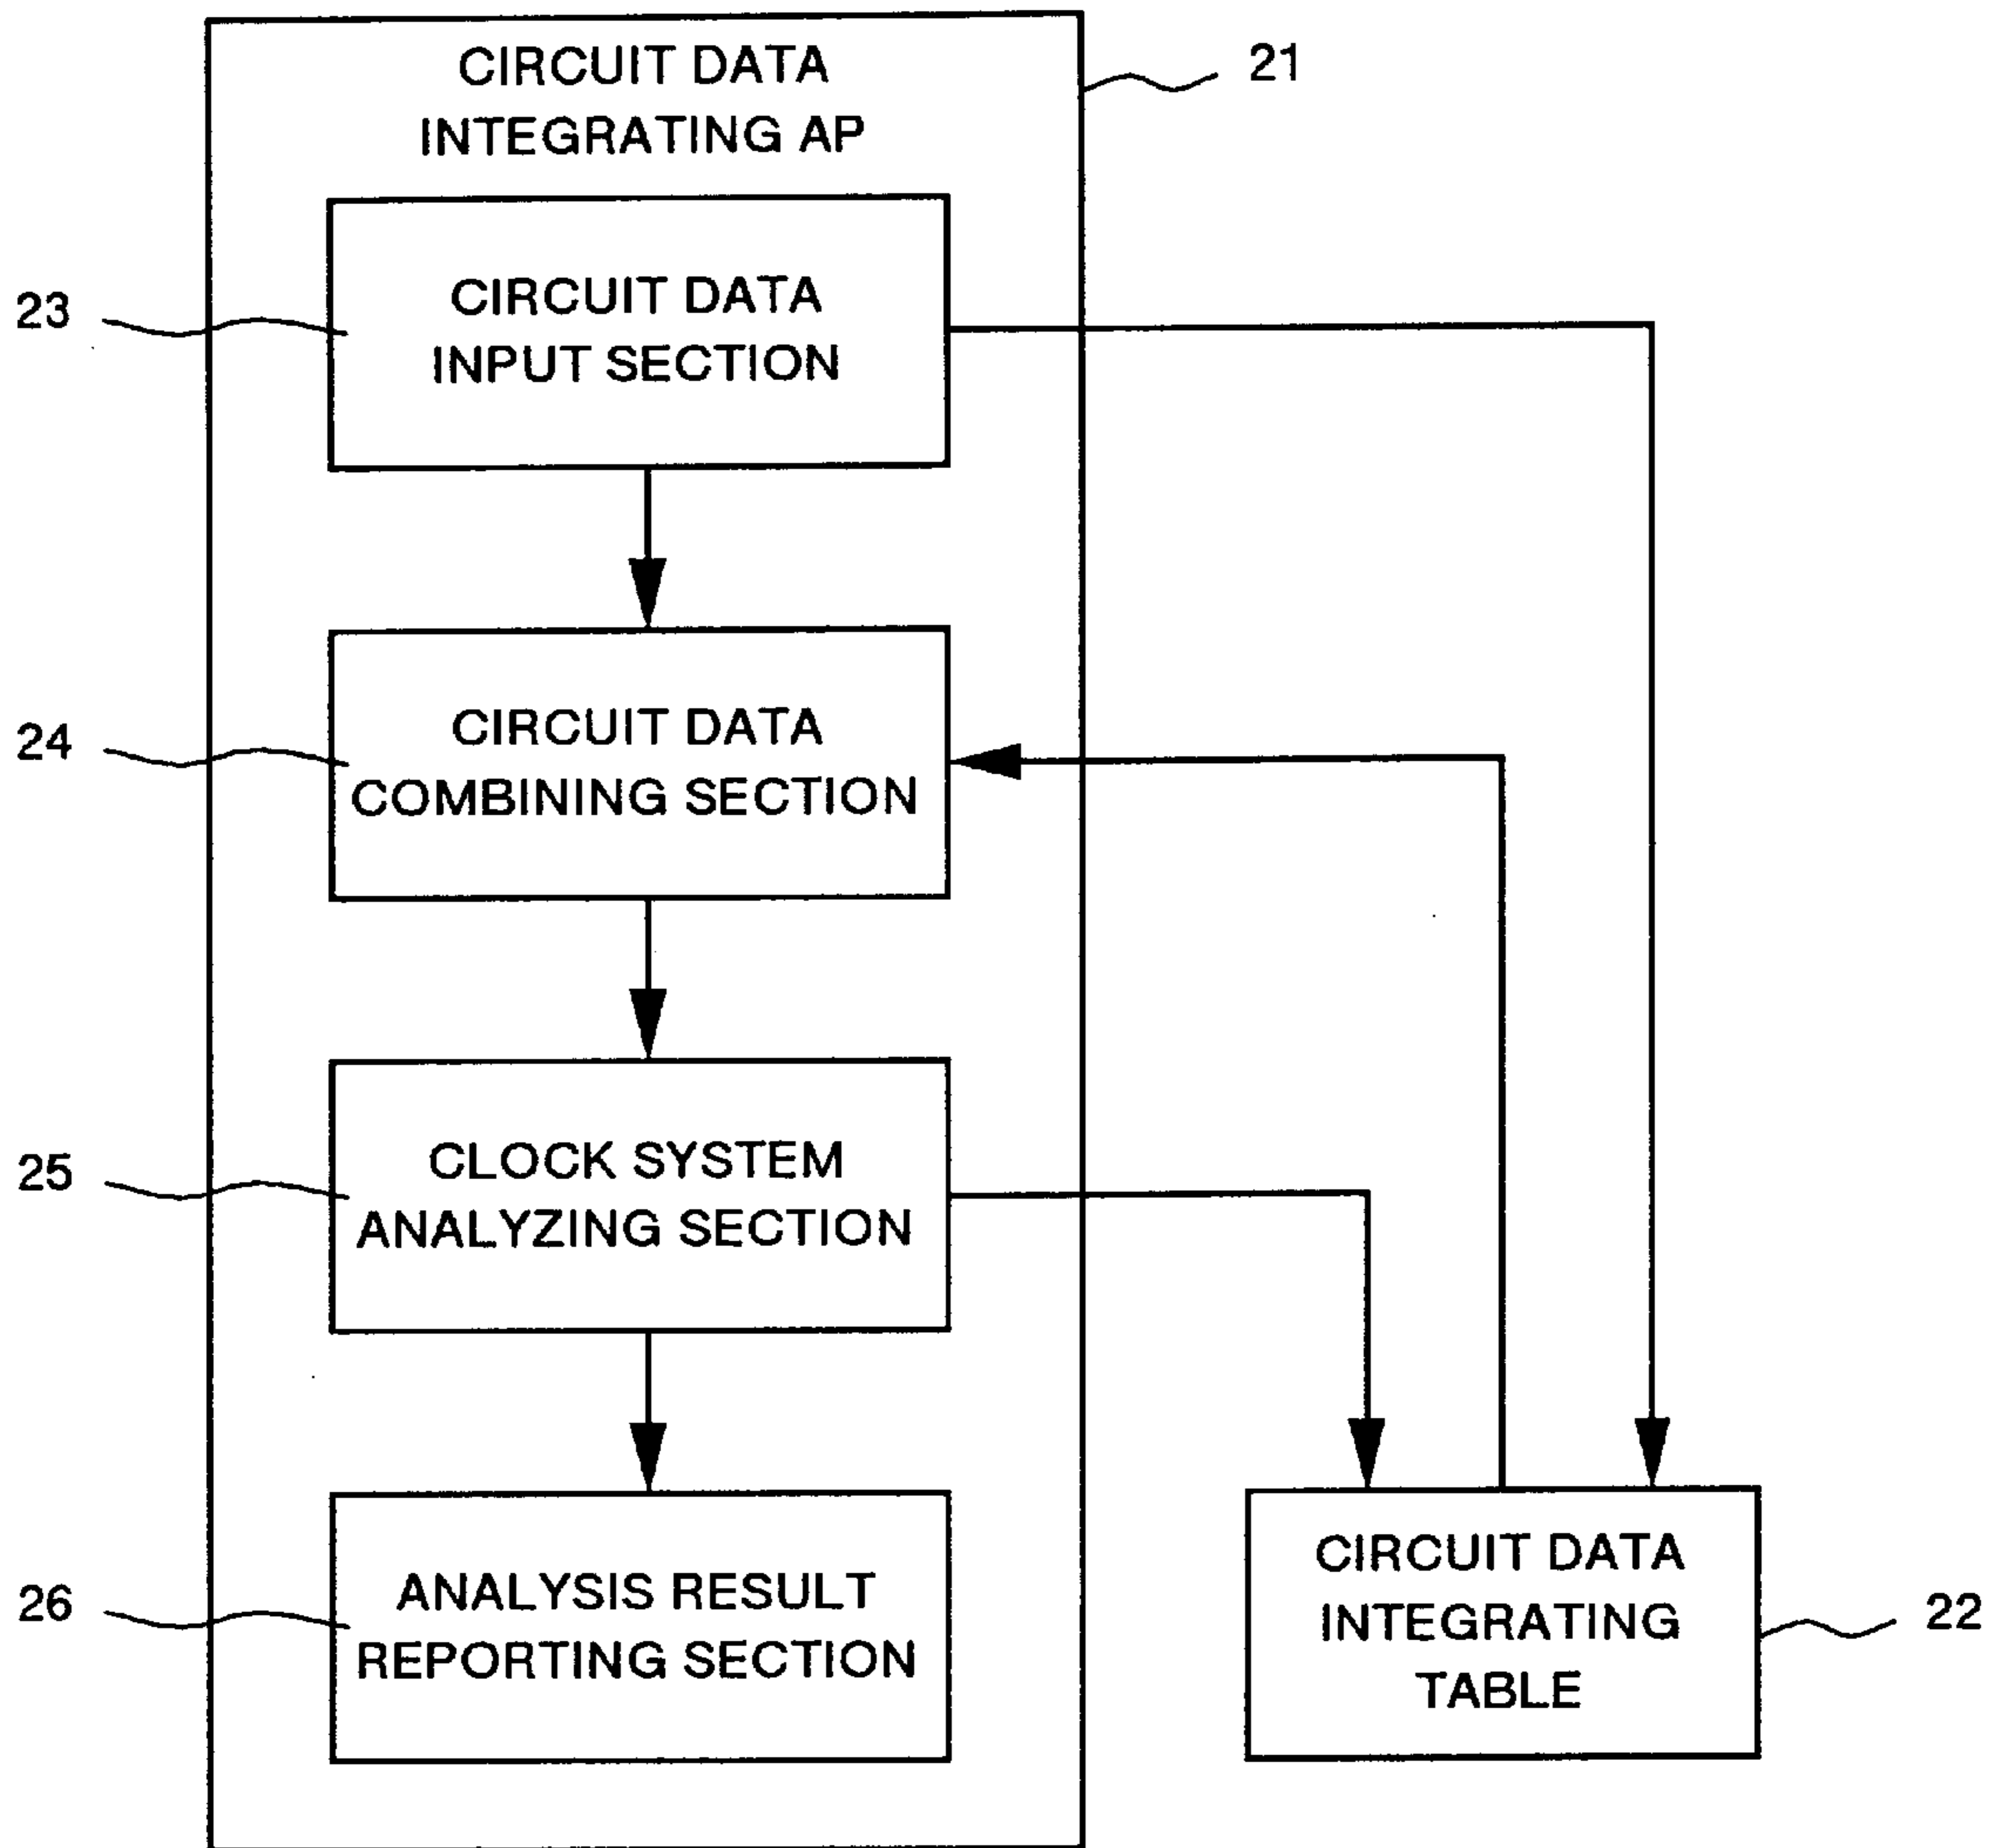 CIRCUIT DATA
INTEGRATING AP
21
23
CIRCUIT DATA
INPUT SECTION
24
CIRCUIT DATA
COMBINING SECTION
25
CLOCK SYSTEM
ANALYZING SECTION
26
ANALYSIS RESULT
REPORTING SECTION
CIRCUIT DATA
INTEGRATING
TABLE
22